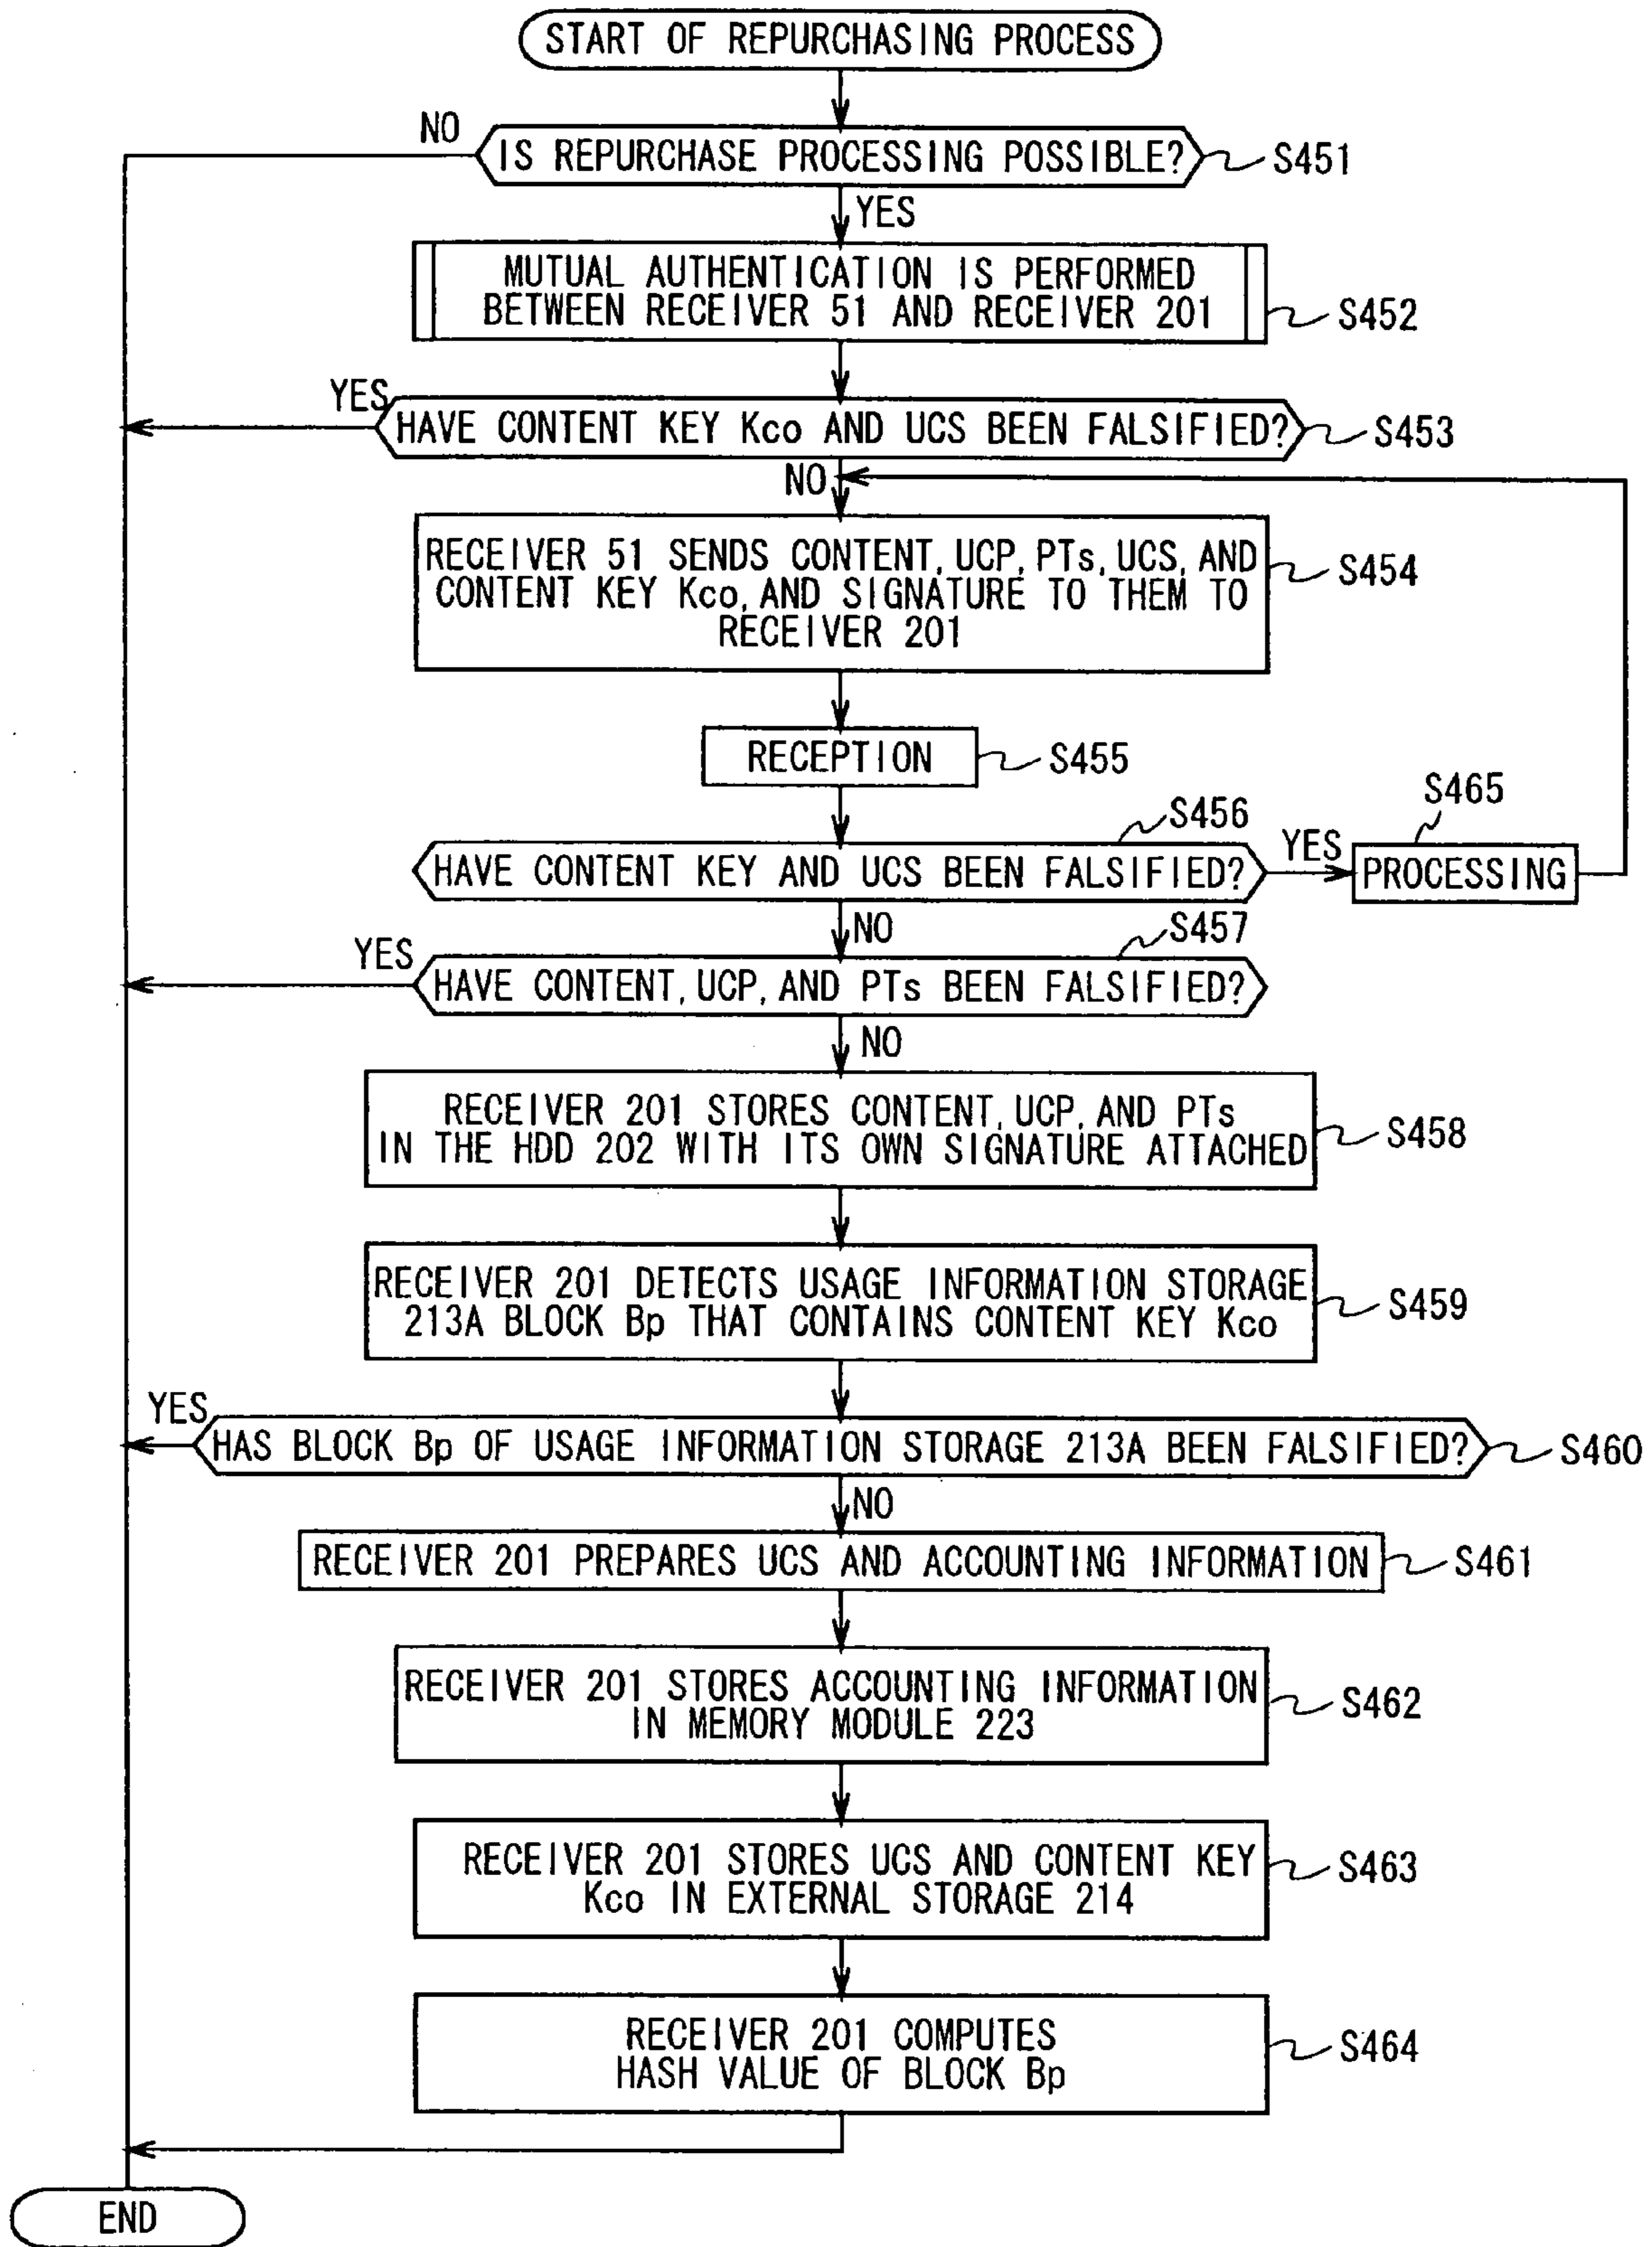 START OF REPURCHASING PROCESS
NO
IS REPURCHASE PROCESSING POSSIBLE?
S451
YES
MUTUAL AUTHENTICATION IS PERFORMED
BETWEEN RECEIVER 51 AND RECEIVER 201
S452
YES
HAVE CONTENT KEY Kco AND UCS BEEN FALSIFIED?
S453
NO
RECEIVER 51 SENDS CONTENT, UCP, PTs, UCS, AND
CONTENT KEY Kco, AND SIGNATURE TO THEM TO
RECEIVER 201
S454
RECEPTION
S455
S456
HAVE CONTENT KEY AND UCS BEEN FALSIFIED?
YES
S465
PROCESSING
NO
S457
YES
HAVE CONTENT, UCP, AND PTs BEEN FALSIFIED?
NO
RECEIVER 201 STORES CONTENT, UCP, AND PTs
IN THE HDD 202 WITH ITS OWN SIGNATURE ATTACHED
S458
RECEIVER 201 DETECTS USAGE INFORMATION STORAGE
213A BLOCK Bp THAT CONTAINS CONTENT KEY Kco
S459
YES
HAS BLOCK Bp OF USAGE INFORMATION STORAGE 213A BEEN FALSIFIED?
S460
NO
RECEIVER 201 PREPARES UCS AND ACCOUNTING INFORMATION
S461
RECEIVER 201 STORES ACCOUNTING INFORMATION
IN MEMORY MODULE 223
S462
RECEIVER 201 STORES UCS AND CONTENT KEY
Kco IN EXTERNAL STORAGE 214
S463
RECEIVER 201 COMPUTES
HASH VALUE OF BLOCK Bp
S464
END